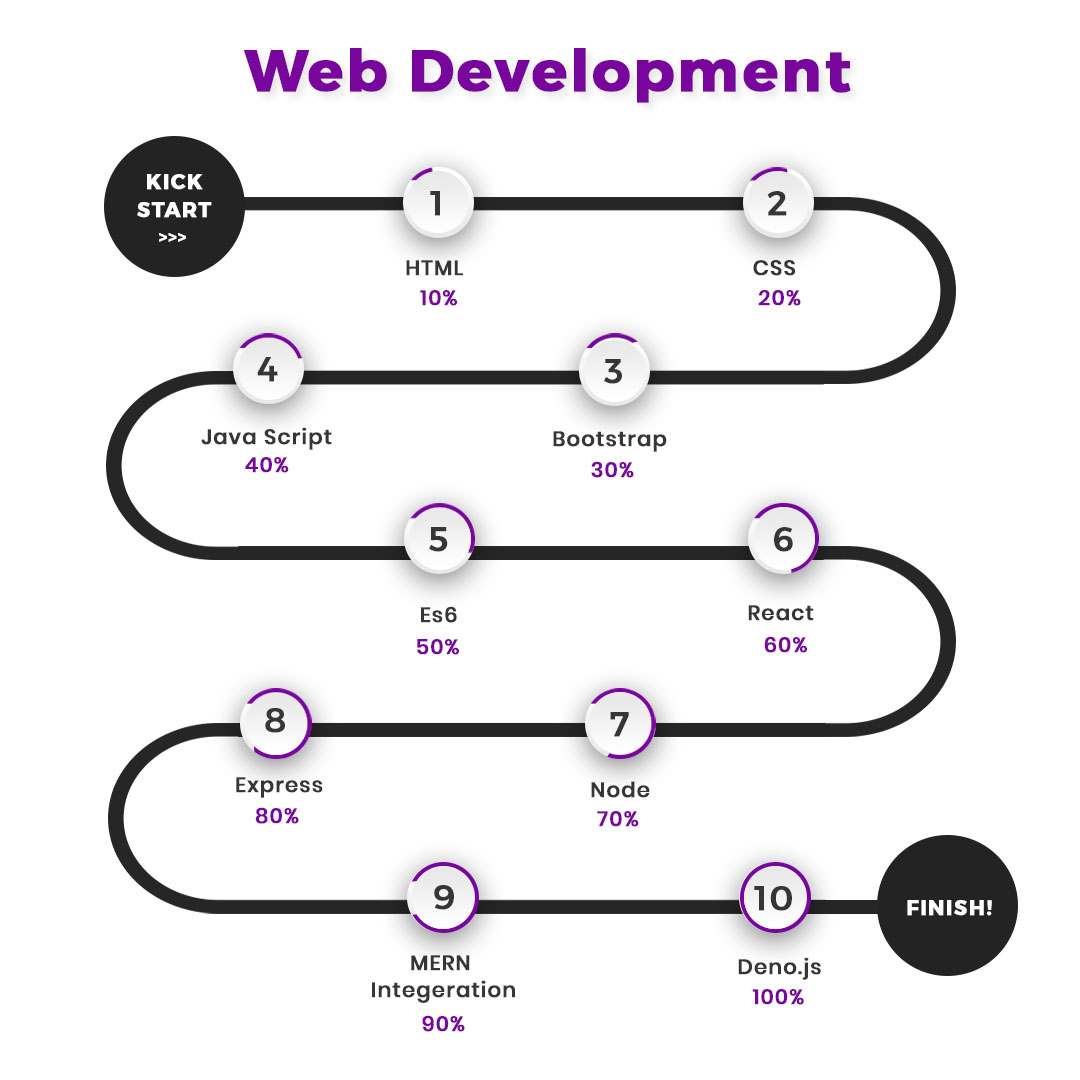 Web Development
KICK
START
>>>
1
HTML
10%
2
CSS
20%
3
Bootstrap
30%
4
Java Script
40%
5
Es6
50%
6
React
60%
7
Node
70%
8
Express
80%
9
MERN
Integeration
90%
10
Deno.js
100%
FINISH!